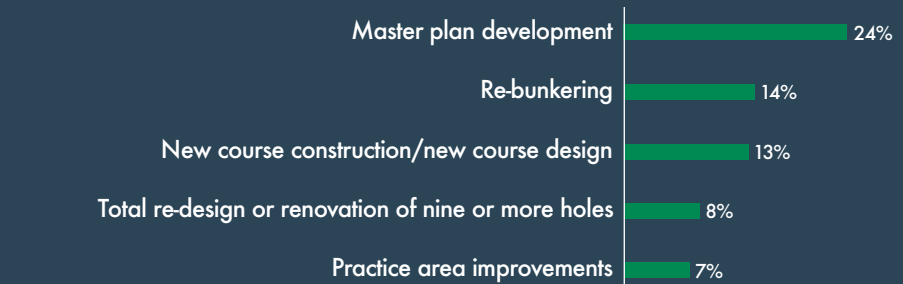 Master plan development 24%
Re-bunkering 14%
New course construction/new course design 13%
Total re-design or renovation of nine or more holes 8%
Practice area improvements 7%